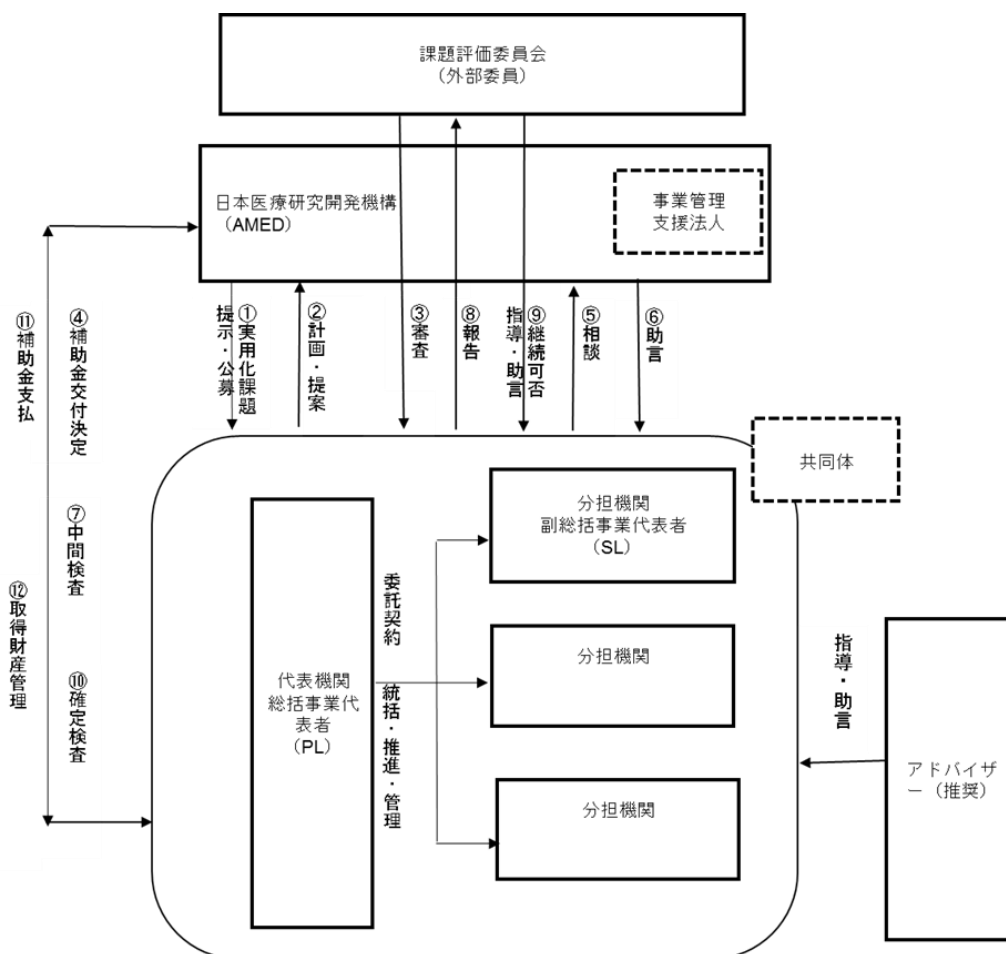 課題評価委員会
(外部委員)
日本医療研究開発機構
(AMED)
事業管理
支援法人
①実用化課題
提示・公募
②計画・提案
③審査
⑧報告
⑨継続可否
指導・助言
⑤相談
⑥助言
④補助金交付決定
⑪補助金支払
⑦中間検査
⑫取得財産管理
⑩確定検査
共同体
代表機関
総括事業代
表者
(PL)
委託契約
統括・推進・管理
分担機関
副総括事業代表者
(SL)
分担機関
分担機関
指導・助言
アドバイザ
ー(推奨)